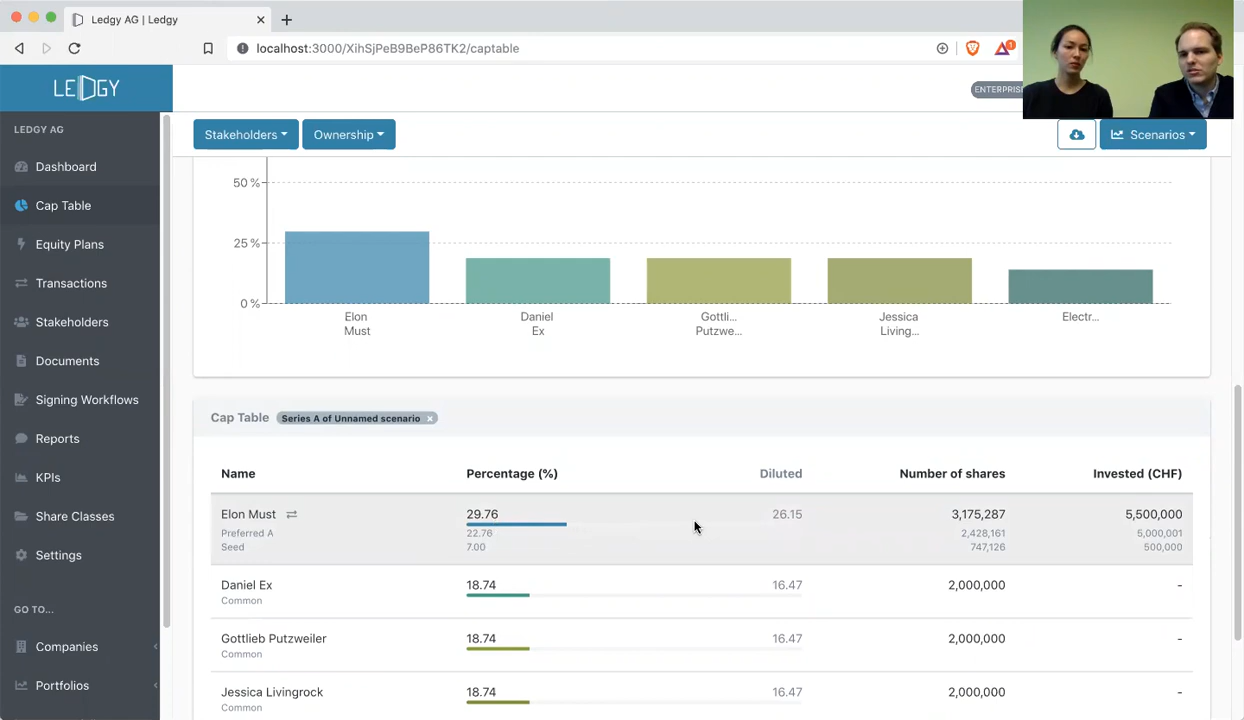 Ledgy AG | Ledgy
localhost:3000/XihSjPeB9BeP86TK2/captable
1
LEDGY
ENTERPRIS
LEDGY AG
Stakeholders
Ownership
Scenarios
Dashboard
Cap Table
Equity Plans
Transactions
Stakeholders
Documents
Signing Workflows
Reports
KPIs
Share Classes
Settings
GO TO...
Companies
Portfolios
50 %
25 %
0 %
Elon Must
Daniel Ex
Gottli... Putzwe...
Jessica Living...
Electr...
Cap Table Series A of Unnamed scenario ×
Name Percentage (%) Diluted Number of shares Invested (CHF)
Elon Must 29.76 26.15 3,175,287 5,500,000
Preferred A 22.76 2,428,161 5,000,001
Seed 7.00 747,126 500,000
Daniel Ex 18.74 16.47 2,000,000 -
Common
Gottlieb Putzweiler 18.74 16.47 2,000,000 -
Common
Jessica Livingrock 18.74 16.47 2,000,000 -
Common